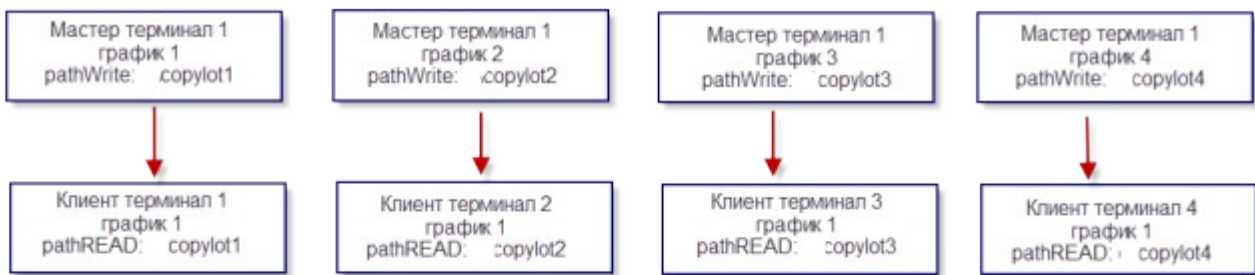 Мастер терминал 1
график 1
pathWrite: copylot1
Мастер терминал 1
график 2
pathWrite: copylot2
Мастер терминал 1
график 3
pathWrite: copylot3
Мастер терминал 1
график 4
pathWrite: copylot4
Клиент терминал 1
график 1
pathREAD: copylot1
Клиент терминал 2
график 1
pathREAD: copylot2
Клиент терминал 3
график 1
pathREAD: copylot3
Клиент терминал 4
график 1
pathREAD: copylot4